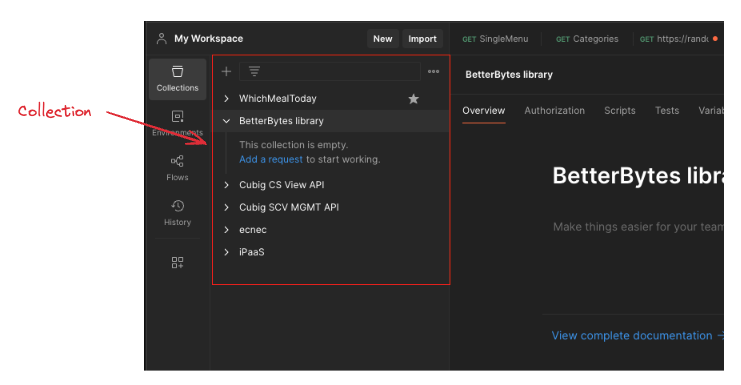 My Workspace
New
Import
GET SingleMenu
GET Categories
GET https://rand
Collections
BetterBytes library
WhichMealToday
Overview
Authorization
Scripts
Tests
Varia
Collection
BetterBytes library
Environments
This collection is empty.
Add a request to start working.
Flows
BetterBytes libra
Cubig CS View API
Cubig SCV MGMT API
History
Make things easier for your team
ecnec
iPaaS
View complete documentation →